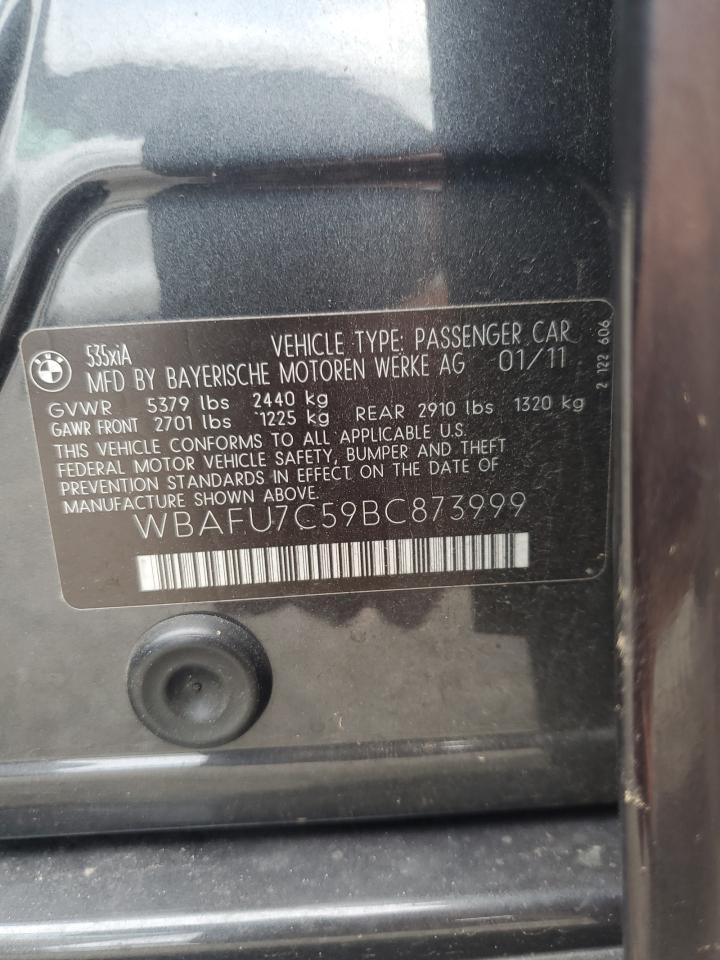 535xiA VEHICLE TYPE: PASSENGER CAR
MFD BY BAYERISCHE MOTOREN WERKE AG 01/11
GVWR 5379 lbs 2440 kg
GAWR FRONT 2701 lbs 1225 kg REAR 2910 lbs 1320 kg
THIS VEHICLE CONFORMS TO ALL APPLICABLE U.S.
FEDERAL MOTOR VEHICLE SAFETY, BUMPER AND THEFT
PREVENTION STANDARDS IN EFFECT ON THE DATE OF
MANUFACTURE SHOWN ABOVE.
WBAFU7C59BC873999
2 122 606
BMW